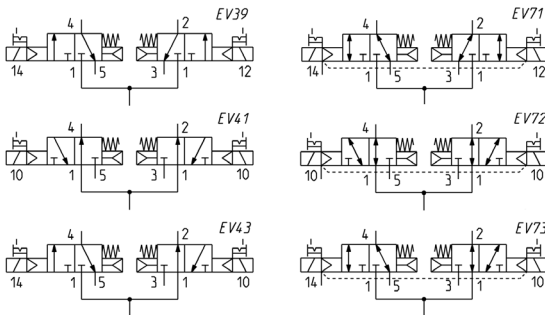 4 2 EV39
14 1 5 3 1 12
4 2 EV71
14 1 5 3 1 12
4 2 EV41
10 1 5 3 1 10
4 2 EV72
10 1 5 3 1 10
4 2 EV43
14 1 5 3 1 10
4 2 EV73
14 1 5 3 1 10